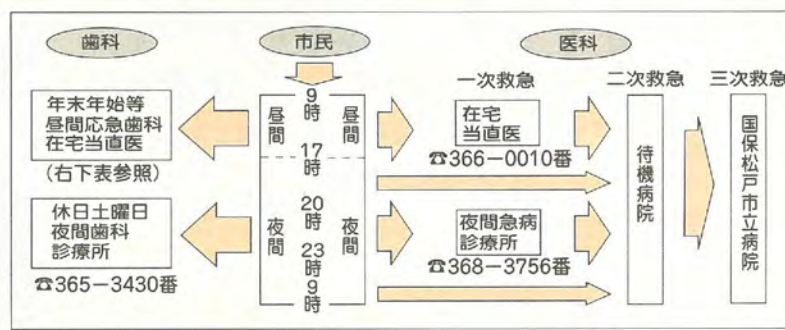 歯科
市民
医科
年末年始等
昼間応急歯科
在宅当直医
(右下表参照)
休日土曜日
夜間歯科
診療所
☎365-3430番
9時
昼間
昼間
17時
20時
夜間
夜間
23時
9時
一次救急
在宅
当直医
☎366-0010番
夜間急病
診療所
☎368-3756番
二次救急
待機病院
三次救急
国保松戸市立病院